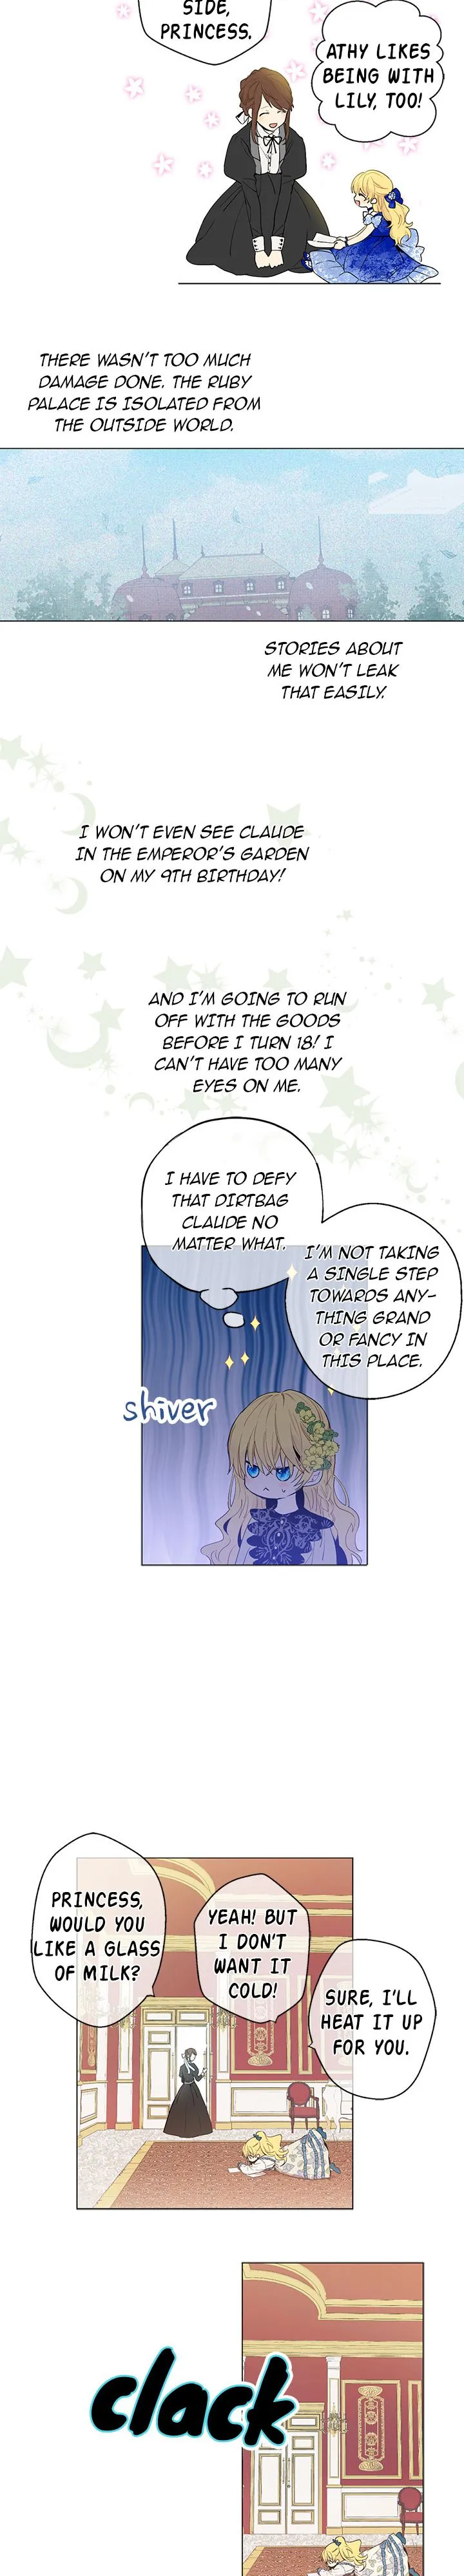 SIDE,
PRINCESS.
ATHY LIKES
BEING WITH
LILY, TOO!
THERE WASN'T TOO MUCH
DAMAGE DONE. THE RUBY
PALACE IS ISOLATED FROM
THE OUTSIDE WORLD.
STORIES ABOUT
ME WON'T LEAK
THAT EASILY.
I WON'T EVEN SEE CLAUDE
IN THE EMPEROR'S GARDEN
ON MY 9TH BIRTHDAY!
AND I'M GOING TO RUN
OFF WITH THE GOODS
BEFORE I TURN 18! I
CAN'T HAVE TOO MANY
EYES ON ME.
I HAVE TO DEFY
THAT DIRTBAG
CLAUDE NO
MATTER WHAT.
I'M NOT TAKING
A SINGLE STEP
TOWARDS ANY-
THING GRAND
OR FANCY IN
THIS PLACE.
shiver
PRINCESS,
WOULD YOU
LIKE A GLASS
OF MILK?
YEAH! BUT
I DON'T
WANT IT
COLD!
SURE, I'LL
HEAT IT UP
FOR YOU.
clack